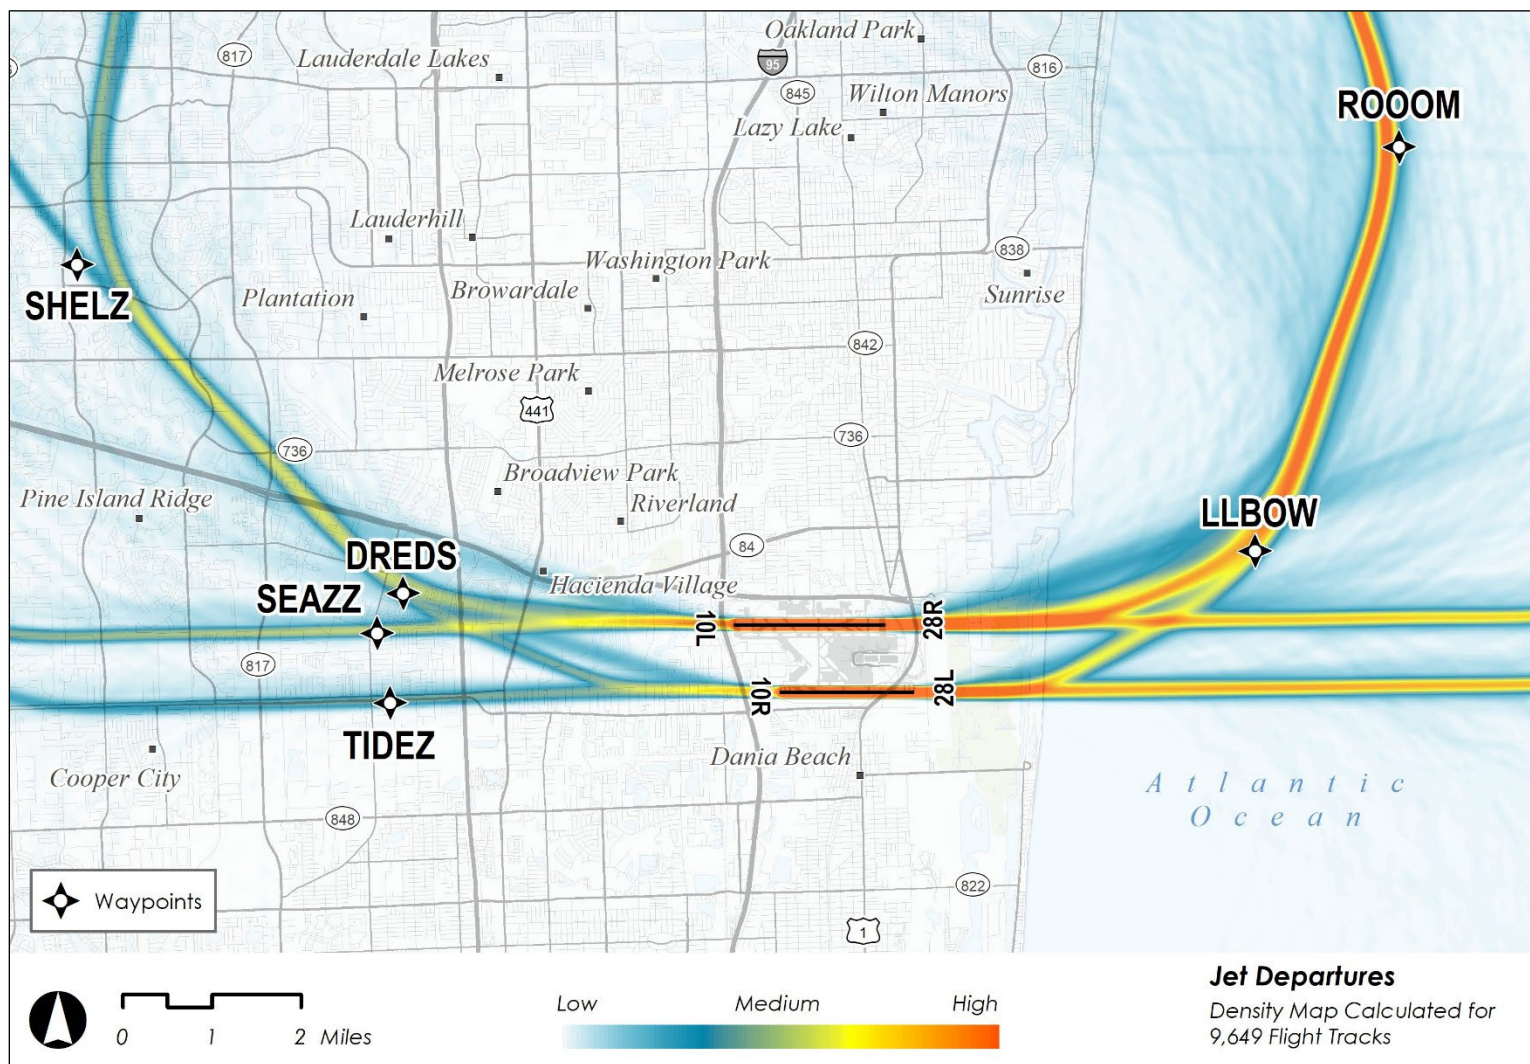 Oakland Park
817
Lauderdale Lakes
95
816
845
Wilton Manors
ROOOM
Lazy Lake
Lauderhill
838
Washington Park
SHELZ
Plantation
Browardale
Sunrise
842
Melrose Park
441
736
736
Broadview Park
Pine Island Ridge
Riverland
LLBOW
84
DREDS
Hacienda Village
SEAZZ
10L
28R
817
10R
28L
TIDEZ
Dania Beach
Cooper City
Atlantic
Ocean
848
822
Waypoints
1
Jet Departures
Low Medium High
Density Map Calculated for
9,649 Flight Tracks
0 1 2 Miles